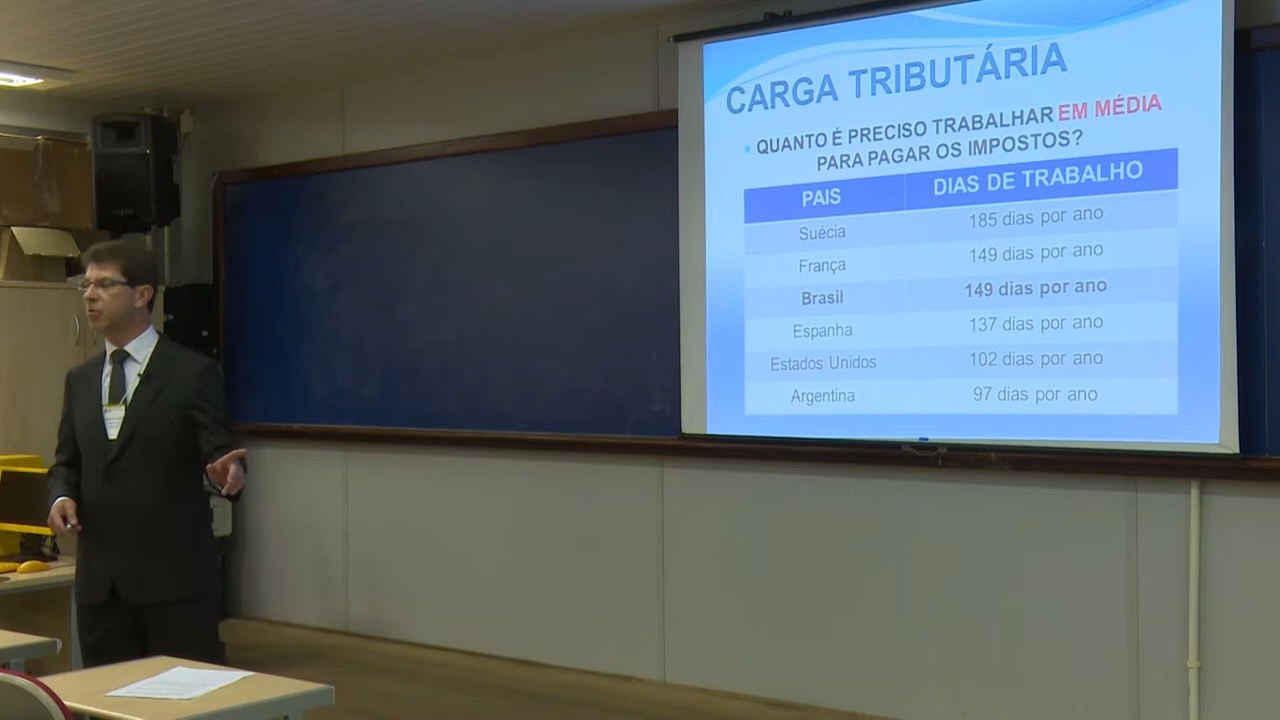 CARGA TRIBUTÁRIA
QUANTO É PRECISO TRABALHAR EM MÉDIA
PARA PAGAR OS IMPOSTOS?
PAIS DIAS DE TRABALHO
Suécia 185 dias por ano
França 149 dias por ano
Brasil 149 dias por ano
Espanha 137 dias por ano
Estados Unidos 102 dias por ano
Argentina 97 dias por ano